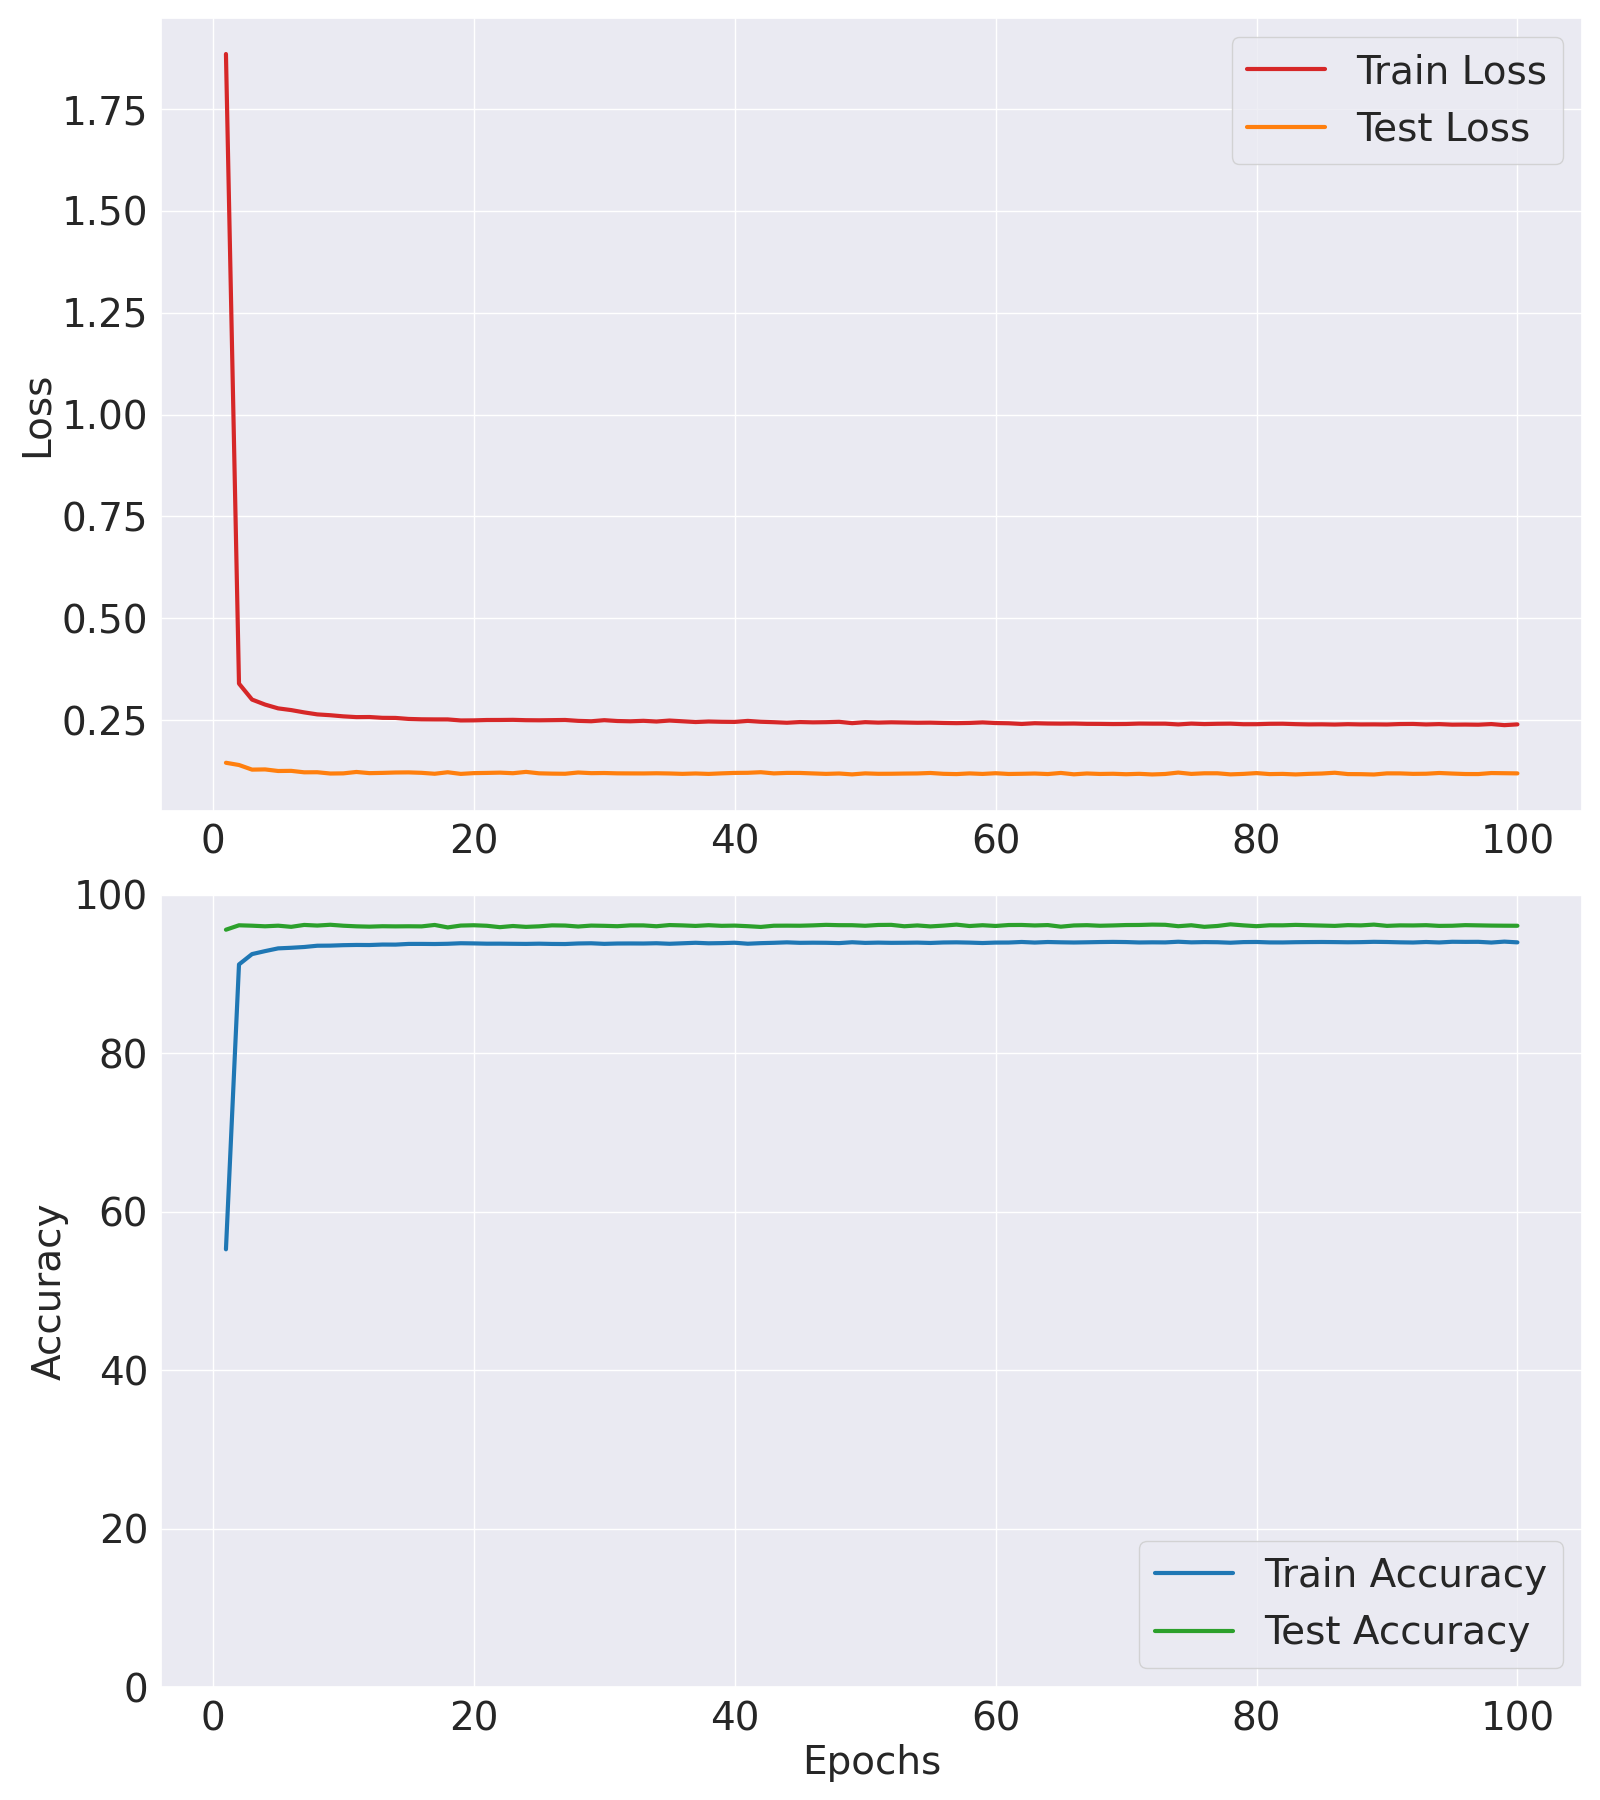 Train Loss
Test Loss
Loss
1.75
1.50
1.25
1.00
0.75
0.50
0.25
0 20 40 60 80 100
Accuracy
100
80
60
40
20
0
Train Accuracy
Test Accuracy
0 20 40 60 80 100
Epochs